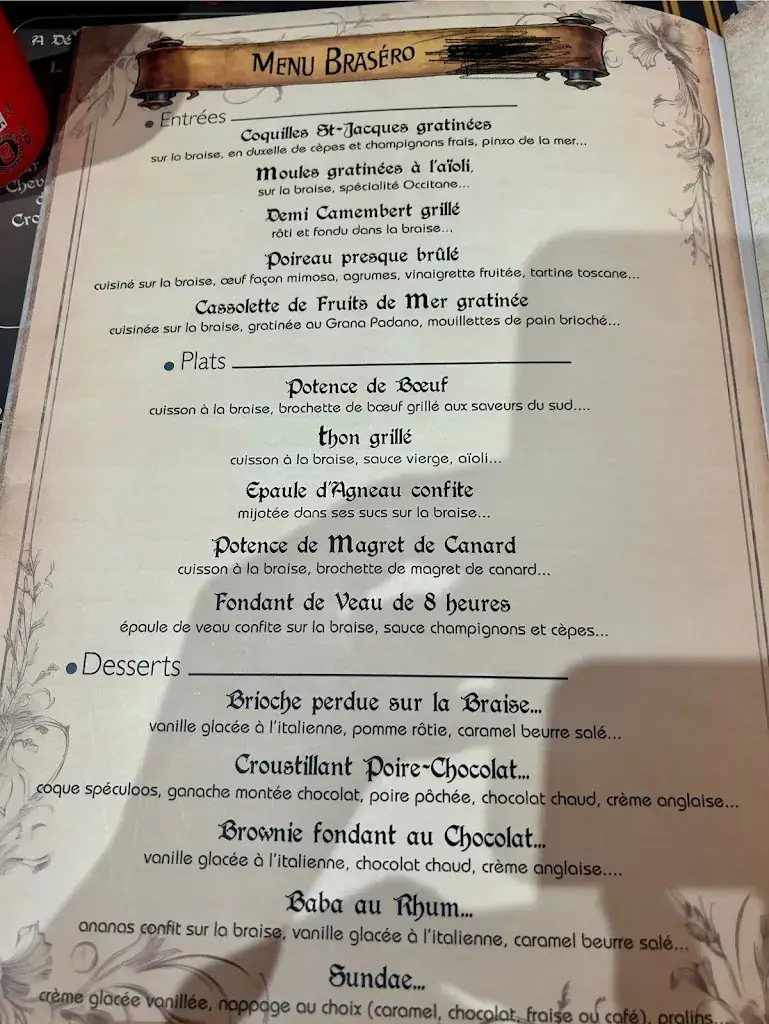 A Dé
MENU BRASÉRO
• Entrées
Coquilles St-Jacques gratinées
sur la braise, en duxelle de cèpes et champignons frais, pinxo de la mer...
Moules gratinées à l'aïoli,
sur la braise, spécialité Occitane...
Demi Camembert grillé
rôti et fondu dans la braise...
Poireau presque brûlé
cuisiné sur la braise, œuf façon mimosa, agrumes, vinaigrette fruitée, tartine toscane...
Cassolette de Fruits de Mer gratinée
cuisinée sur la braise, gratinée au Grana Padano, mouillettes de pain brioché...
• Plats
Potence de Bœuf
cuisson à la braise, brochette de bœuf grillé aux saveurs du sud....
thon grillé
cuisson à la braise, sauce vierge, aïoli...
Epaule d'Agneau confite
mijotée dans ses sucs sur la braise...
Potence de Magret de Canard
cuisson à la braise, brochette de magret de canard...
Fondant de Veau de 8 heures
épaule de veau confite sur la braise, sauce champignons et cèpes...
• Desserts
Brioche perdue sur la Braise...
vanille glacée à l'italienne, pomme rôtie, caramel beurre salé...
Croustillant Poire-Chocolat...
coque spéculoos, ganache montée chocolat, poire pôchée, chocolat chaud, crème anglaise...
Brownie fondant au Chocolat...
vanille glacée à l'italienne, chocolat chaud, crème anglaise....
Baba au Rhum...
ananas confit sur la braise, vanille glacée à l'italienne, caramel beurre salé...
Sundae...
crème glacée vanillée, nappage au choix (caramel, chocolat, fraise ou café), pralins...
Chev
Cro